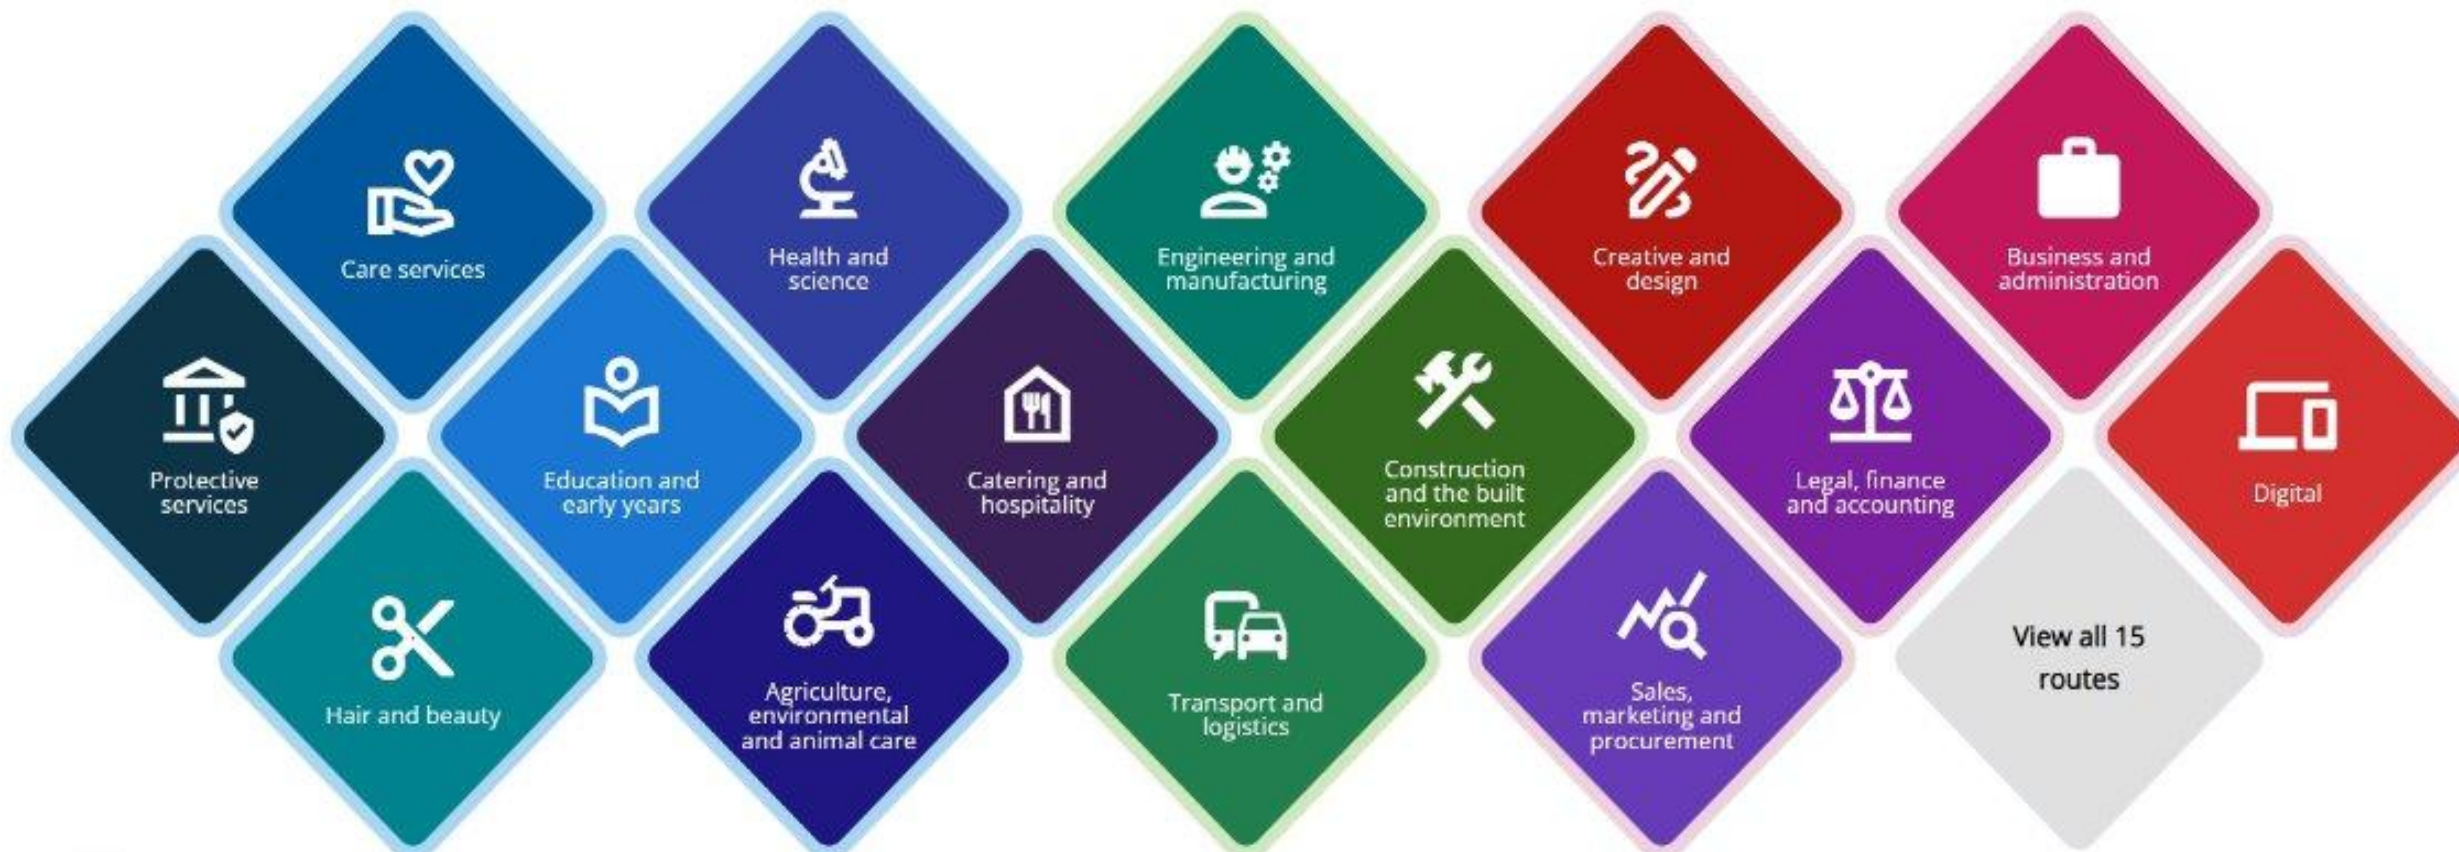 Care services
Health and
science
Engineering and
manufacturing
Creative and
design
Business and
administration
Protective
services
Education and
early years
Catering and
hospitality
Construction
and the built
environment
Legal, finance
and accounting
Digital
Hair and beauty
Agriculture,
environmental
and animal care
Transport and
logistics
Sales,
marketing and
procurement
View all 15
routes